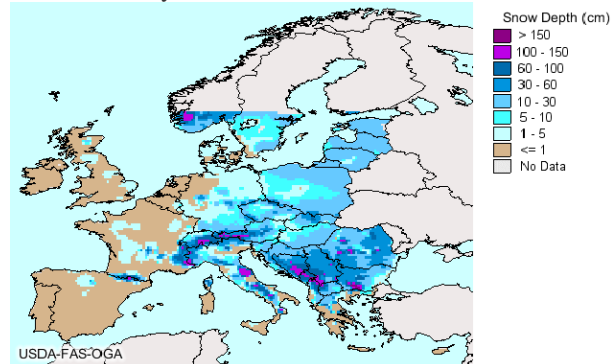 Snow Depth (cm)
> 150
100 - 150
60 - 100
30 - 60
10 - 30
5 - 10
1 - 5
<= 1
No Data
USDA-FAS-OGA